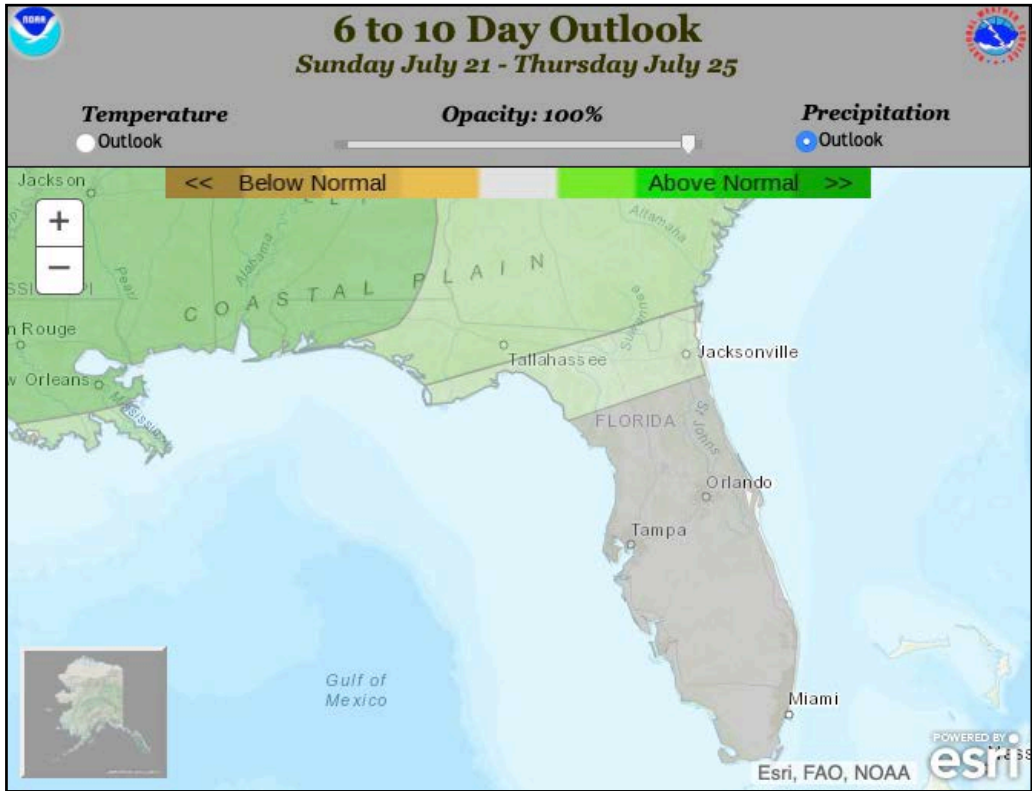 NOAA
6 to 10 Day Outlook
Sunday July 21 - Thursday July 25
Temperature
Outlook
Opacity: 100%
Precipitation
Outlook
<< Below Normal
Above Normal >>
Jackson
+
−
Pearl
Alabama
Altamaha
COASTAL PLAIN
Suwannee
n Rouge
Tallahassee
Jacksonville
w Orleans
Mississippi
FLORIDA
St. Johns
Orlando
Tampa
Gulf of
Mexico
Miami
POWERED BY
esri
Esri, FAO, NOAA